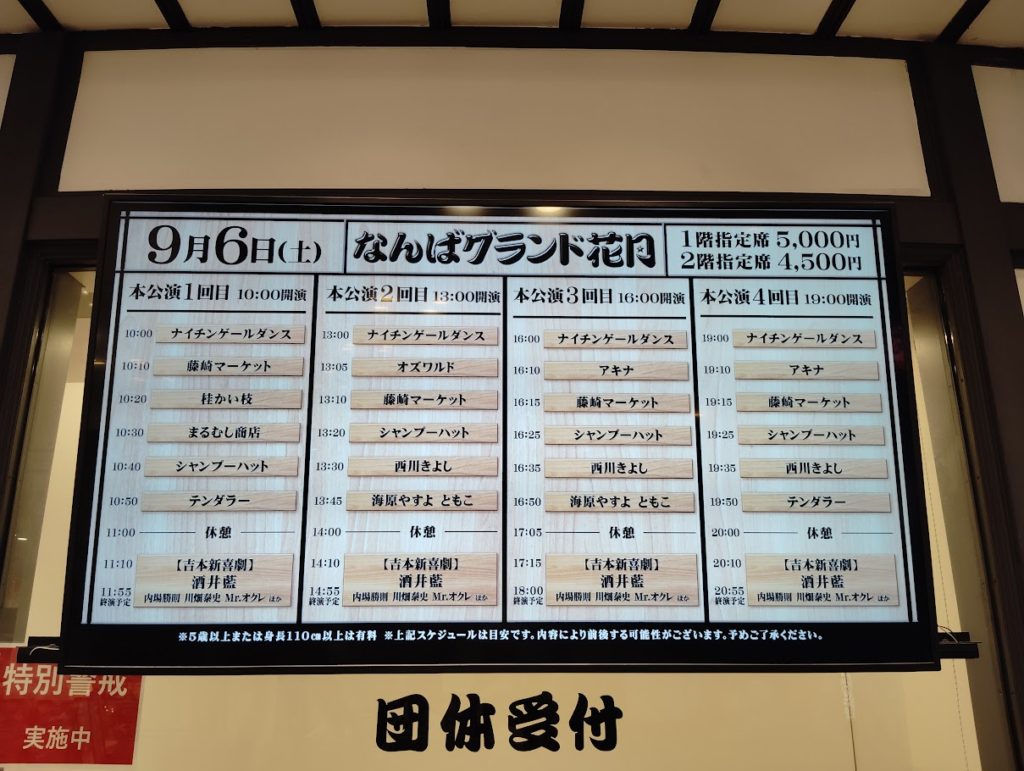 9月6日(土)
なんばグランド花月
1階指定席 5,000円
2階指定席 4,500円
本公演1回目 10:00開演
10:00 ナイチンゲールダンス
10:10 藤崎マーケット
10:20 桂かい枝
10:30 まるむし商店
10:40 シャンプーハット
10:50 テンダラー
11:00 休憩
11:10 【吉本新喜劇】
酒井藍
11:55 終演予定 内場勝則 川畑泰史 Mr.オクレ ほか
本公演2回目 13:00開演
13:00 ナイチンゲールダンス
13:05 オズワルド
13:10 藤崎マーケット
13:20 シャンプーハット
13:30 西川きよし
13:45 海原やすよ ともこ
14:00 休憩
14:10 【吉本新喜劇】
酒井藍
14:55 終演予定 内場勝則 川畑泰史 Mr.オクレ ほか
本公演3回目 16:00開演
16:00 ナイチンゲールダンス
16:10 アキナ
16:15 藤崎マーケット
16:25 シャンプーハット
16:35 西川きよし
16:50 海原やすよ ともこ
17:05 休憩
17:15 【吉本新喜劇】
酒井藍
18:00 終演予定 内場勝則 川畑泰史 Mr.オクレ ほか
本公演4回目 19:00開演
19:00 ナイチンゲールダンス
19:10 アキナ
19:15 藤崎マーケット
19:25 シャンプーハット
19:35 西川きよし
19:50 テンダラー
20:00 休憩
20:10 【吉本新喜劇】
酒井藍
20:55 終演予定 内場勝則 川畑泰史 Mr.オクレ ほか
※5歳以上または身長110cm以上は有料 ※上記スケジュールは目安です。内容により前後する可能性がございます。予めご了承ください。
特別警戒
実施中
団体受付